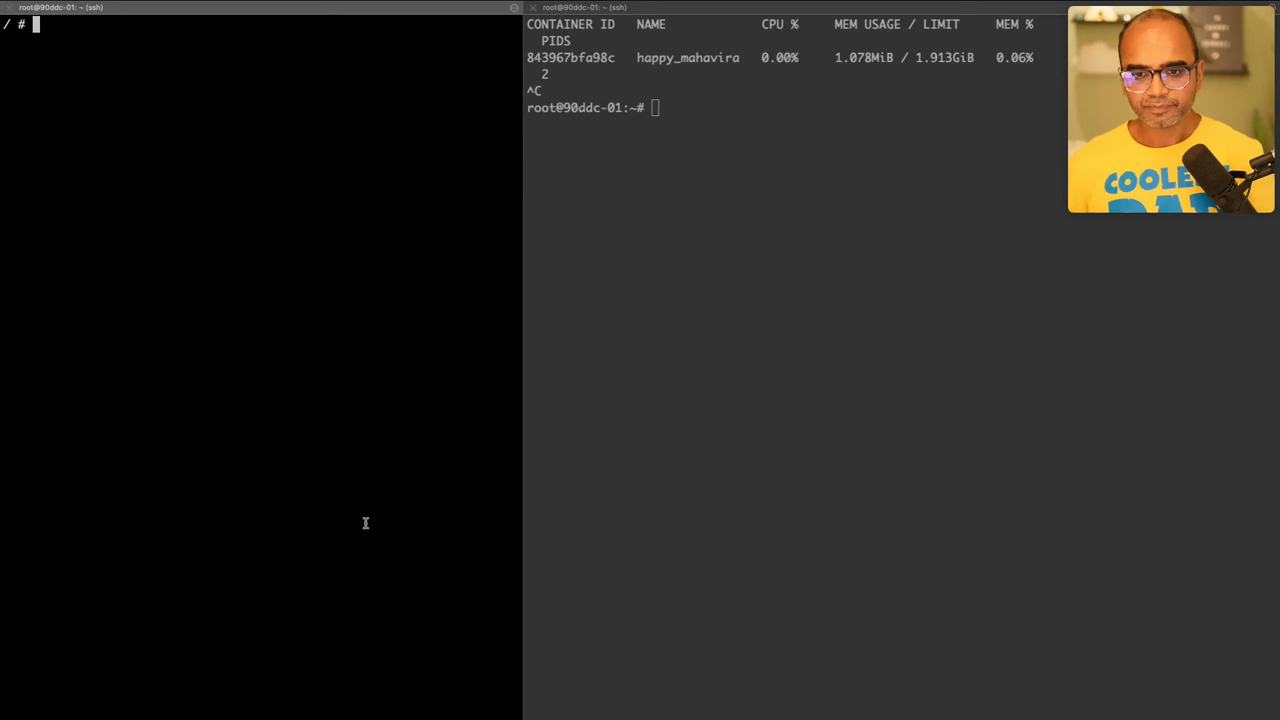 root@90ddc-01: ~ (ssh)
/ #
root@90ddc-01: ~ (ssh)
CONTAINER ID   NAME   CPU %   MEM USAGE / LIMIT   MEM %
PIDS
843967bfa98c   happy_mahavira   0.00%   1.078MiB / 1.913GiB   0.06%
2
^C
root@90ddc-01:~#